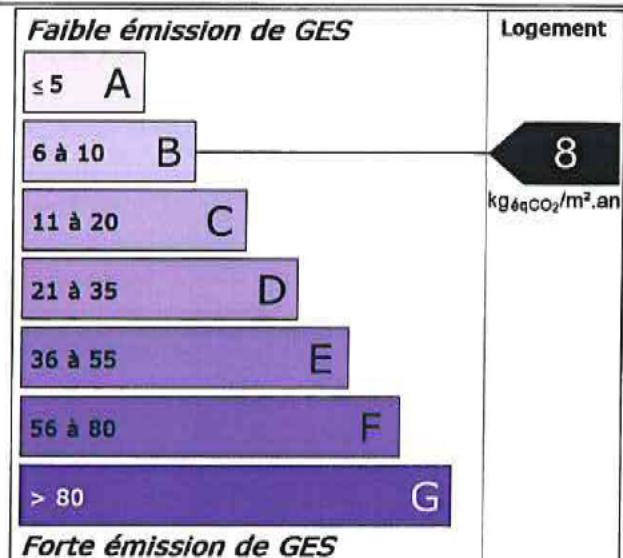 Faible émission de GES
Logement
≤ 5 A
6 à 10 B
8
kgéqCO₂/m².an
11 à 20 C
21 à 35 D
36 à 55 E
56 à 80 F
> 80 G
Forte émission de GES